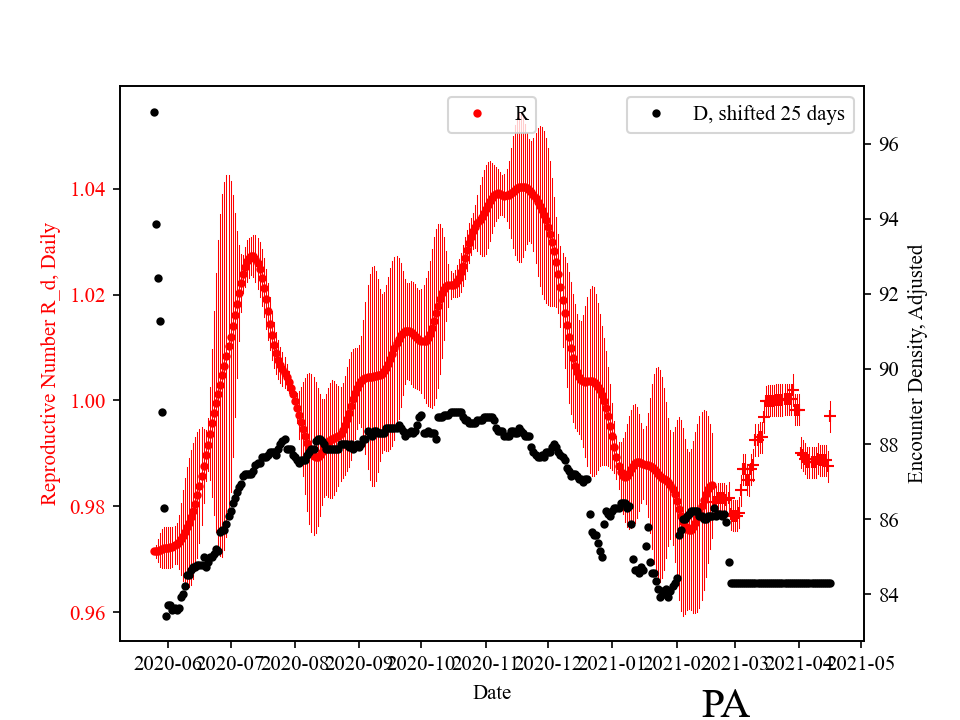 R
D, shifted 25 days
Reproductive Number R_d, Daily
1.04
1.02
1.00
0.98
0.96
96
94
92
90
88
86
84
Encounter Density, Adjusted
2020-06 2020-07 2020-08 2020-09 2020-10 2020-11 2020-12 2021-01 2021-02 2021-03 2021-04 2021-05
Date
PA